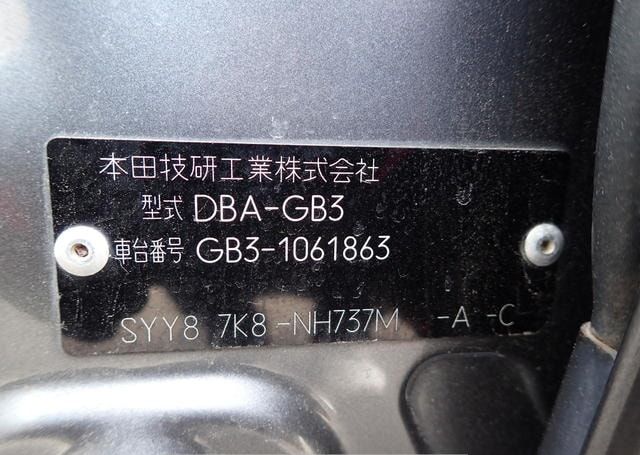 本田技研工業株式会社
型式 DBA-GB3
車台番号 GB3-1061863
SYY8 7K8-NH737M -A -C